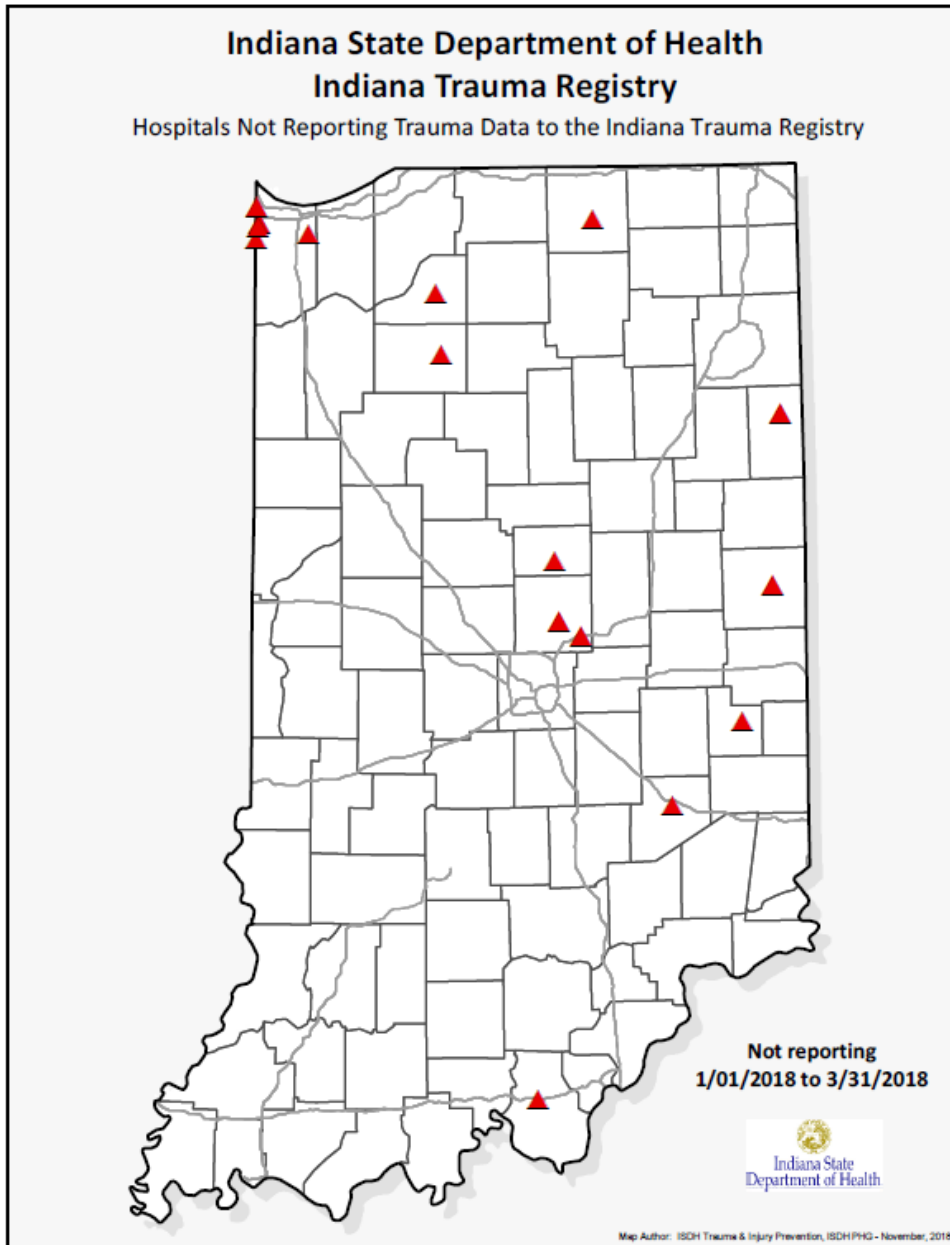 Indiana State Department of Health
Indiana Trauma Registry
Hospitals Not Reporting Trauma Data to the Indiana Trauma Registry
Not reporting
1/01/2018 to 3/31/2018
Indiana State
Department of Health
Map Author: ISDH Trauma & Injury Prevention, ISDH PHG - November, 2018